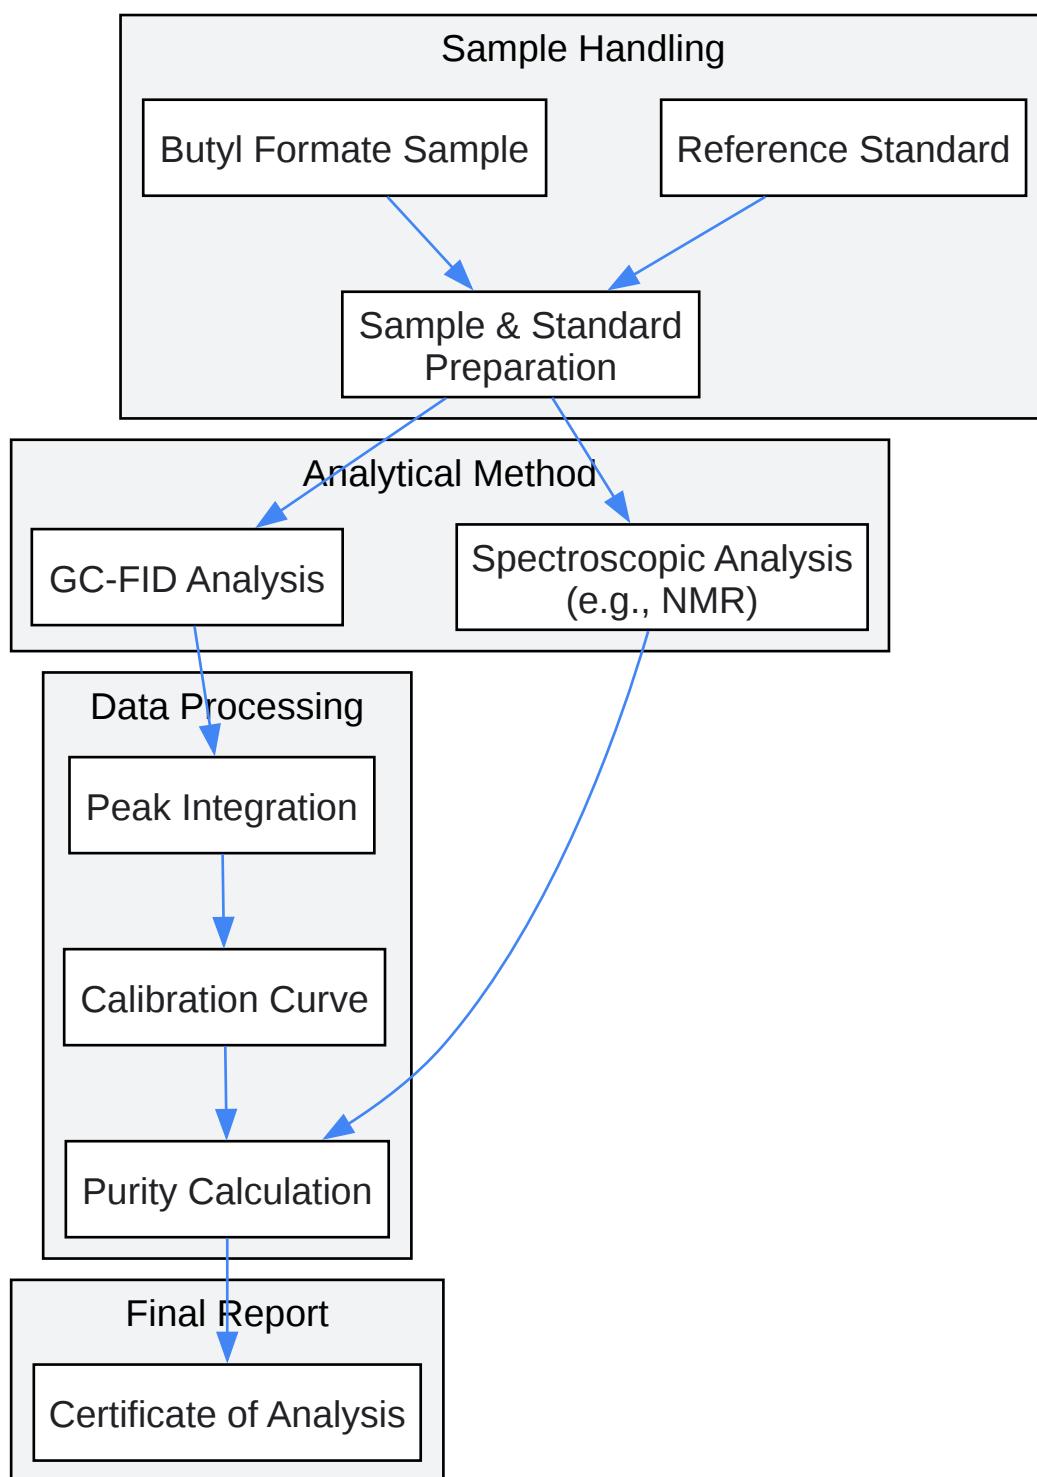 Sample Handling
Butyl Formate Sample
Reference Standard
Sample & Standard
Preparation
Analytical Method
GC-FID Analysis
Spectroscopic Analysis
(e.g., NMR)
Data Processing
Peak Integration
Calibration Curve
Purity Calculation
Final Report
Certificate of Analysis